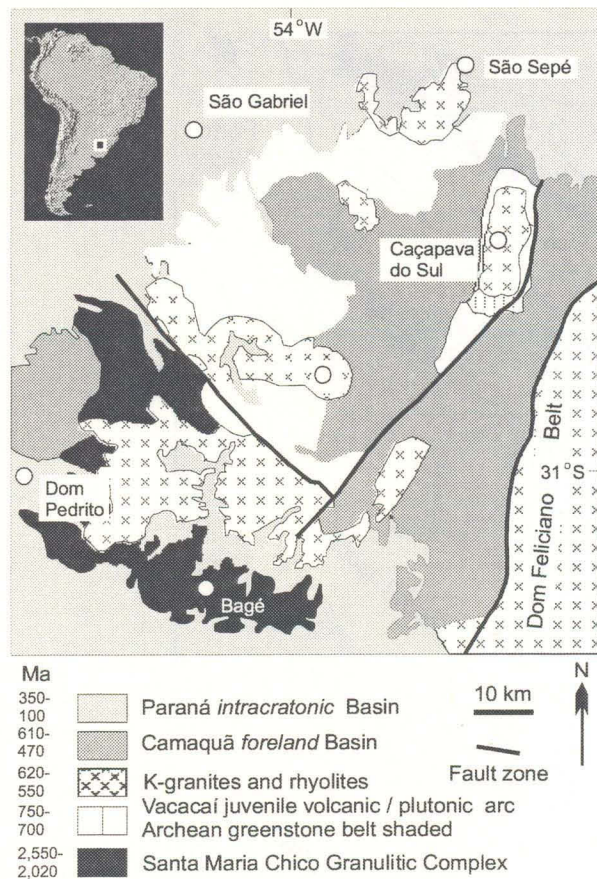 54°W
São Sepé
São Gabriel
Caçapava
do Sul
Dom Feliciano Belt
31°S
Dom
Pedrito
Bagé
Ma
350-
100
Paraná intracratonic Basin
610-
470
Camaquã foreland Basin
620-
550
K-granites and rhyolites
750-
700
Vacacaí juvenile volcanic / plutonic arc
Archean greenstone belt shaded
2,550-
2,020
Santa Maria Chico Granulitic Complex
10 km
Fault zone
N